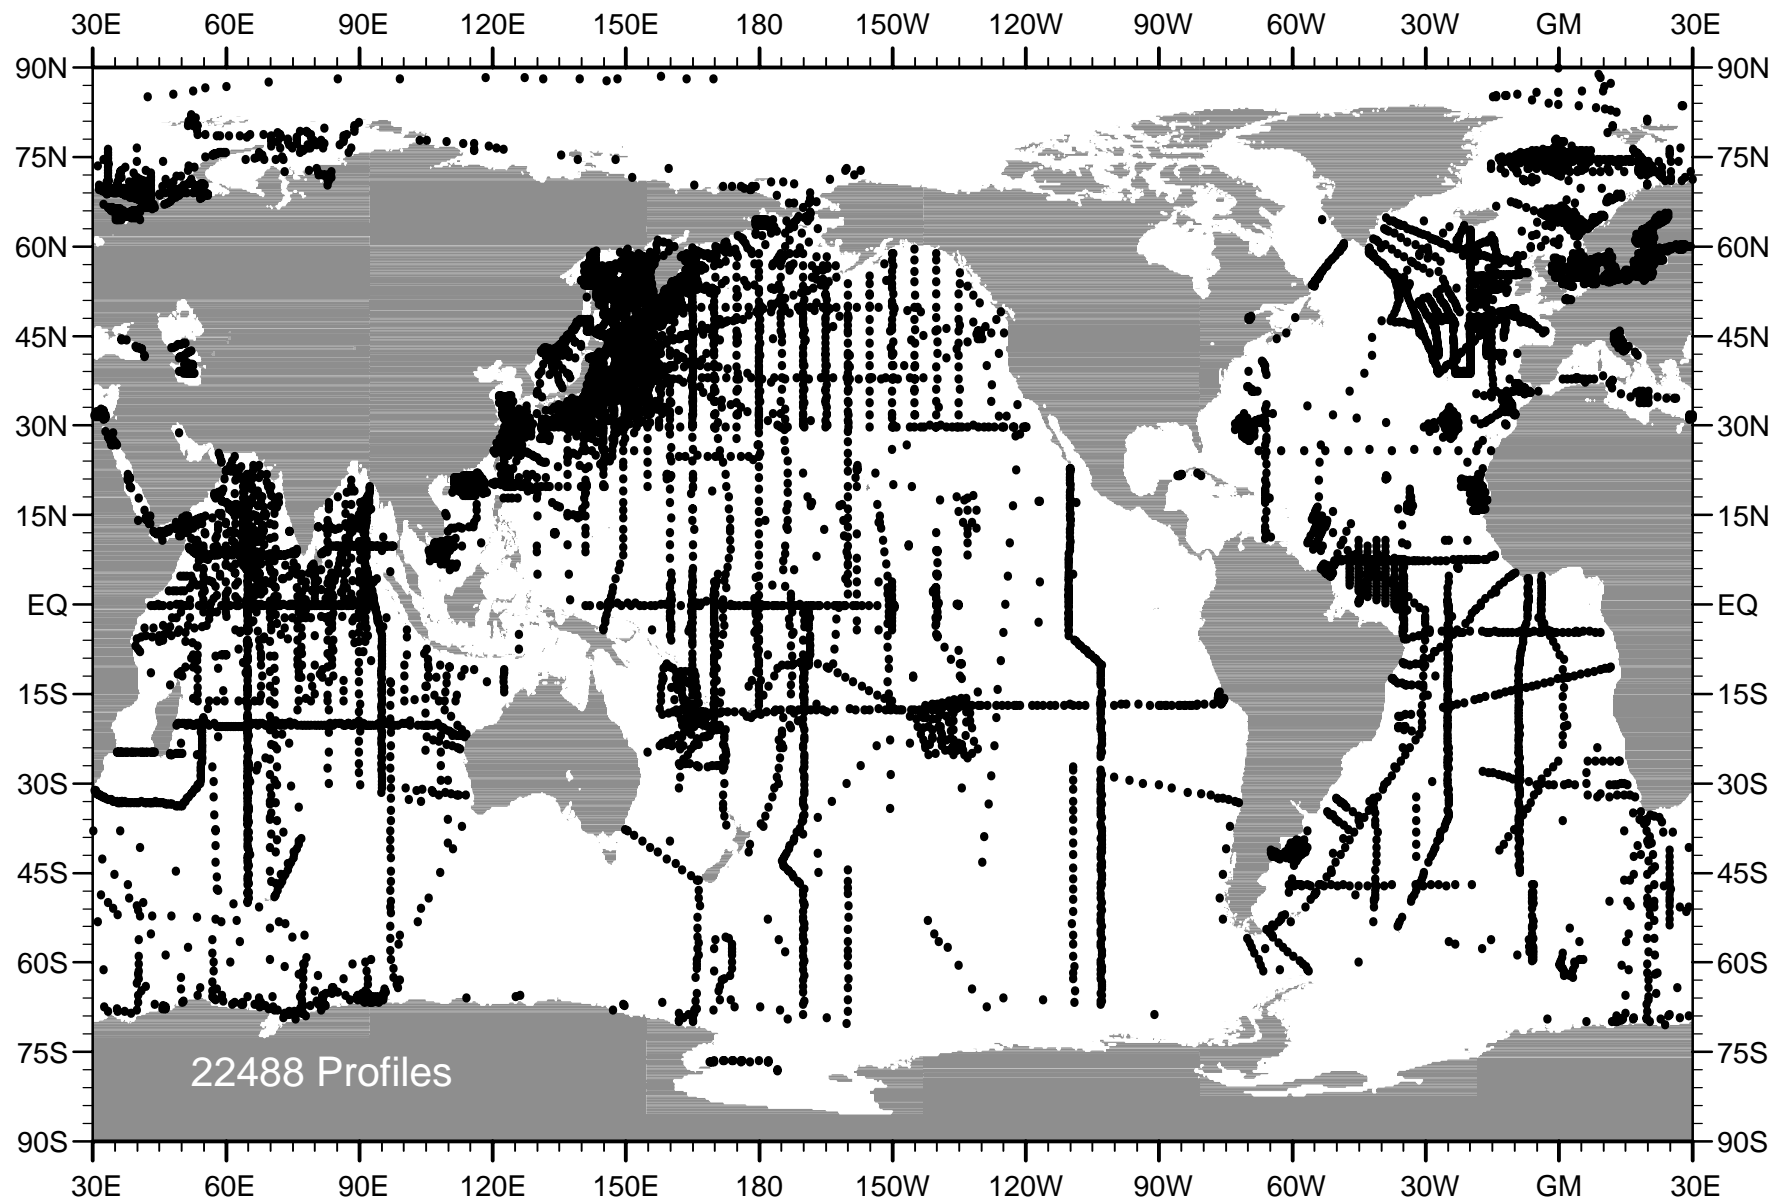 30E 60E 90E 120E 150E 180 150W 120W 90W 60W 30W GM 30E
90N 90N
75N 75N
60N 60N
45N 45N
30N 30N
15N 15N
EQ EQ
15S 15S
30S 30S
45S 45S
60S 60S
75S 75S
22488 Profiles
90S 90S
30E 60E 90E 120E 150E 180 150W 120W 90W 60W 30W GM 30E